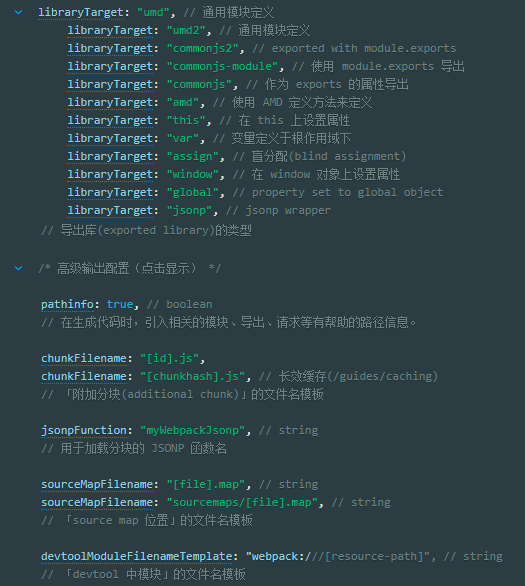 libraryTarget: "umd", // 通用模块定义
libraryTarget: "umd2", // 通用模块定义
libraryTarget: "commonjs2", // exported with module.exports
libraryTarget: "commonjs-module", // 使用 module.exports 导出
libraryTarget: "commonjs", // 作为 exports 的属性导出
libraryTarget: "amd", // 使用 AMD 定义方法来定义
libraryTarget: "this", // 在 this 上设置属性
libraryTarget: "var", // 变量定义于根作用域下
libraryTarget: "assign", // 盲分配(blind assignment)
libraryTarget: "window", // 在 window 对象上设置属性
libraryTarget: "global", // property set to global object
libraryTarget: "jsonp", // jsonp wrapper
// 导出库(exported library)的类型
/* 高级输出配置（点击显示） */
pathinfo: true, // boolean
// 在生成代码时，引入相关的模块、导出、请求等有帮助的路径信息。
chunkFilename: "[id].js",
chunkFilename: "[chunkhash].js", // 长效缓存(/guides/caching)
// 「附加分块(additional chunk)」的文件名模板
jsonpFunction: "myWebpackJsonp", // string
// 用于加载分块的 JSONP 函数名
sourceMapFilename: "[file].map", // string
sourceMapFilename: "sourcemaps/[file].map", // string
// 「source map 位置」的文件名模板
devtoolModuleFilenameTemplate: "webpack:///[resource-path]", // string
// 「devtool 中模块」的文件名模板